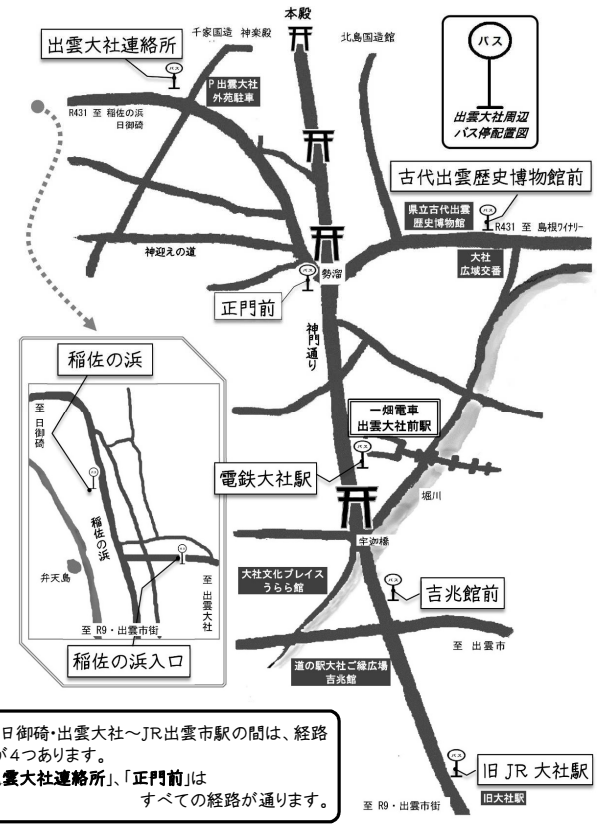 本殿
千家国造 神楽殿
北島国造館
バス
出雲大社周辺
バス停配置図
出雲大社連絡所
バス
P 出雲大社
外苑駐車
R431 至 稲佐の浜
日御碕
古代出雲歴史博物館前
県立古代出雲
歴史博物館
バス
R431 至 島根ワイナリー
大社
広域交番
神迎えの道
バス
勢溜
正門前
神門通り
稲佐の浜
至 日御碕
稲佐の浜
弁天島
至 出雲大社
至 R9・出雲市街
稲佐の浜入口
一畑電車
出雲大社前駅
バス
電鉄大社駅
堀川
宇迦橋
大社文化プレイス
うらら館
バス
吉兆館前
至 出雲市
道の駅大社ご縁広場
吉兆館
バス
旧 JR 大社駅
旧大社駅
至 R9・出雲市街
日御碕・出雲大社～JR出雲市駅の間は、経路
が4つあります。
雲大社連絡所」、「正門前」は
すべての経路が通ります。